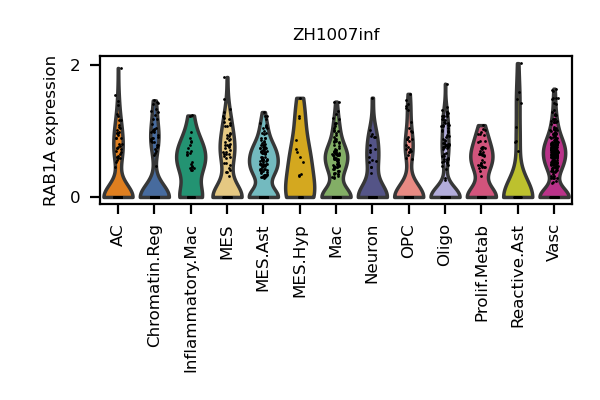 ZH1007inf
RAB1A expression
2
0
AC
Chromatin.Reg
Inflammatory.Mac
MES
MES.Ast
MES.Hyp
Mac
Neuron
OPC
Oligo
Prolif.Metab
Reactive.Ast
Vasc